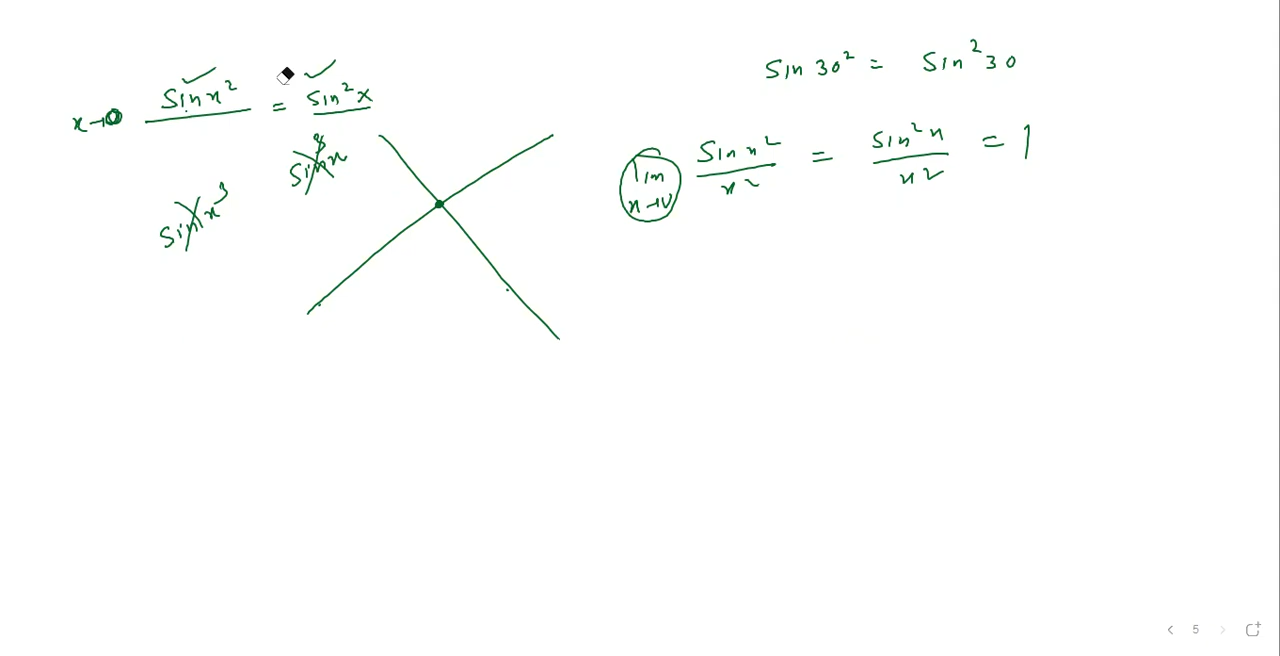 x→0 Sin x² = Sin² x
Sin³ x
Sin x³
Sin 30² = Sin² 30
lim x→0 Sin x² / x² = Sin² x / x² = 1
5